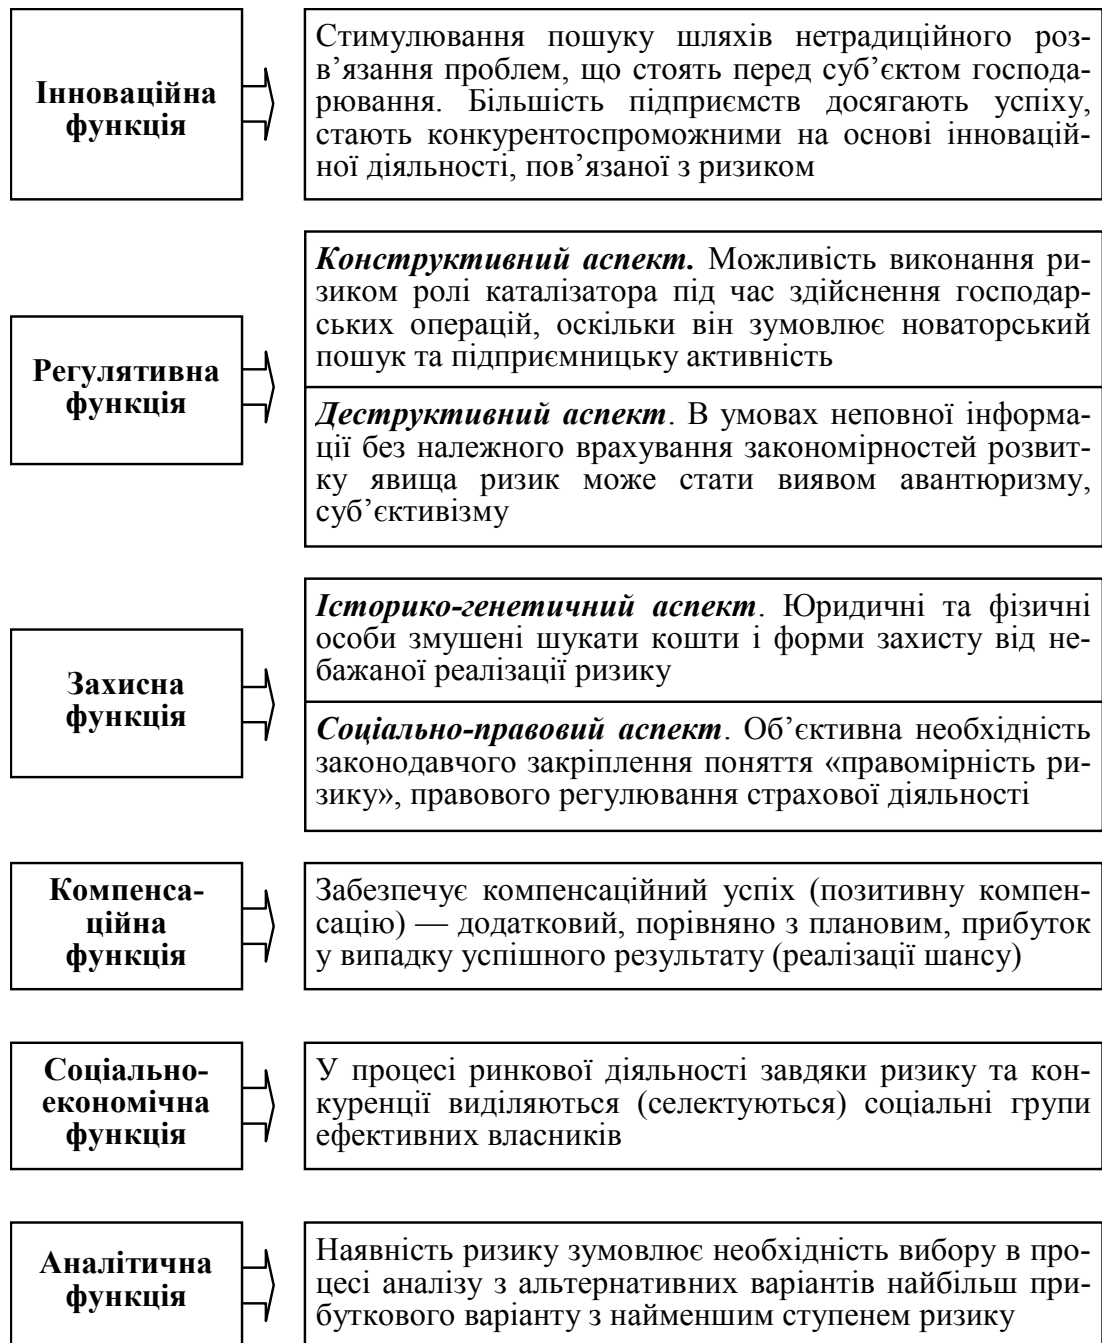 Інноваційна
функція
Стимулювання пошуку шляхів нетрадиційного роз-
в’язання проблем, що стоять перед суб’єктом господа-
рювання. Більшість підприємств досягають успіху,
стають конкурентоспроможними на основі інновацій-
ної діяльності, пов’язаної з ризиком
Регулятивна
функція
Конструктивний аспект. Можливість виконання ри-
зиком ролі каталізатора під час здійснення господар-
ських операцій, оскільки він зумовлює новаторський
пошук та підприємницьку активність
Деструктивний аспект. В умовах неповної інформа-
ції без належного врахування закономірностей розвит-
ку явища ризик може стати виявом авантюризму,
суб’єктивізму
Захисна
функція
Історико-генетичний аспект. Юридичні та фізичні
особи змушені шукати кошти і форми захисту від не-
бажаної реалізації ризику
Соціально-правовий аспект. Об’єктивна необхідність
законодавчого закріплення поняття «правомірність ри-
зику», правового регулювання страхової діяльності
Компенса-
ційна
функція
Забезпечує компенсаційний успіх (позитивну компен-
сацію) — додатковий, порівняно з плановим, прибуток
у випадку успішного результату (реалізації шансу)
Соціально-
економічна
функція
У процесі ринкової діяльності завдяки ризику та кон-
куренції виділяються (селектуються) соціальні групи
ефективних власників
Аналітична
функція
Наявність ризику зумовлює необхідність вибору в про-
цесі аналізу з альтернативних варіантів найбільш при-
буткового варіанту з найменшим ступенем ризику